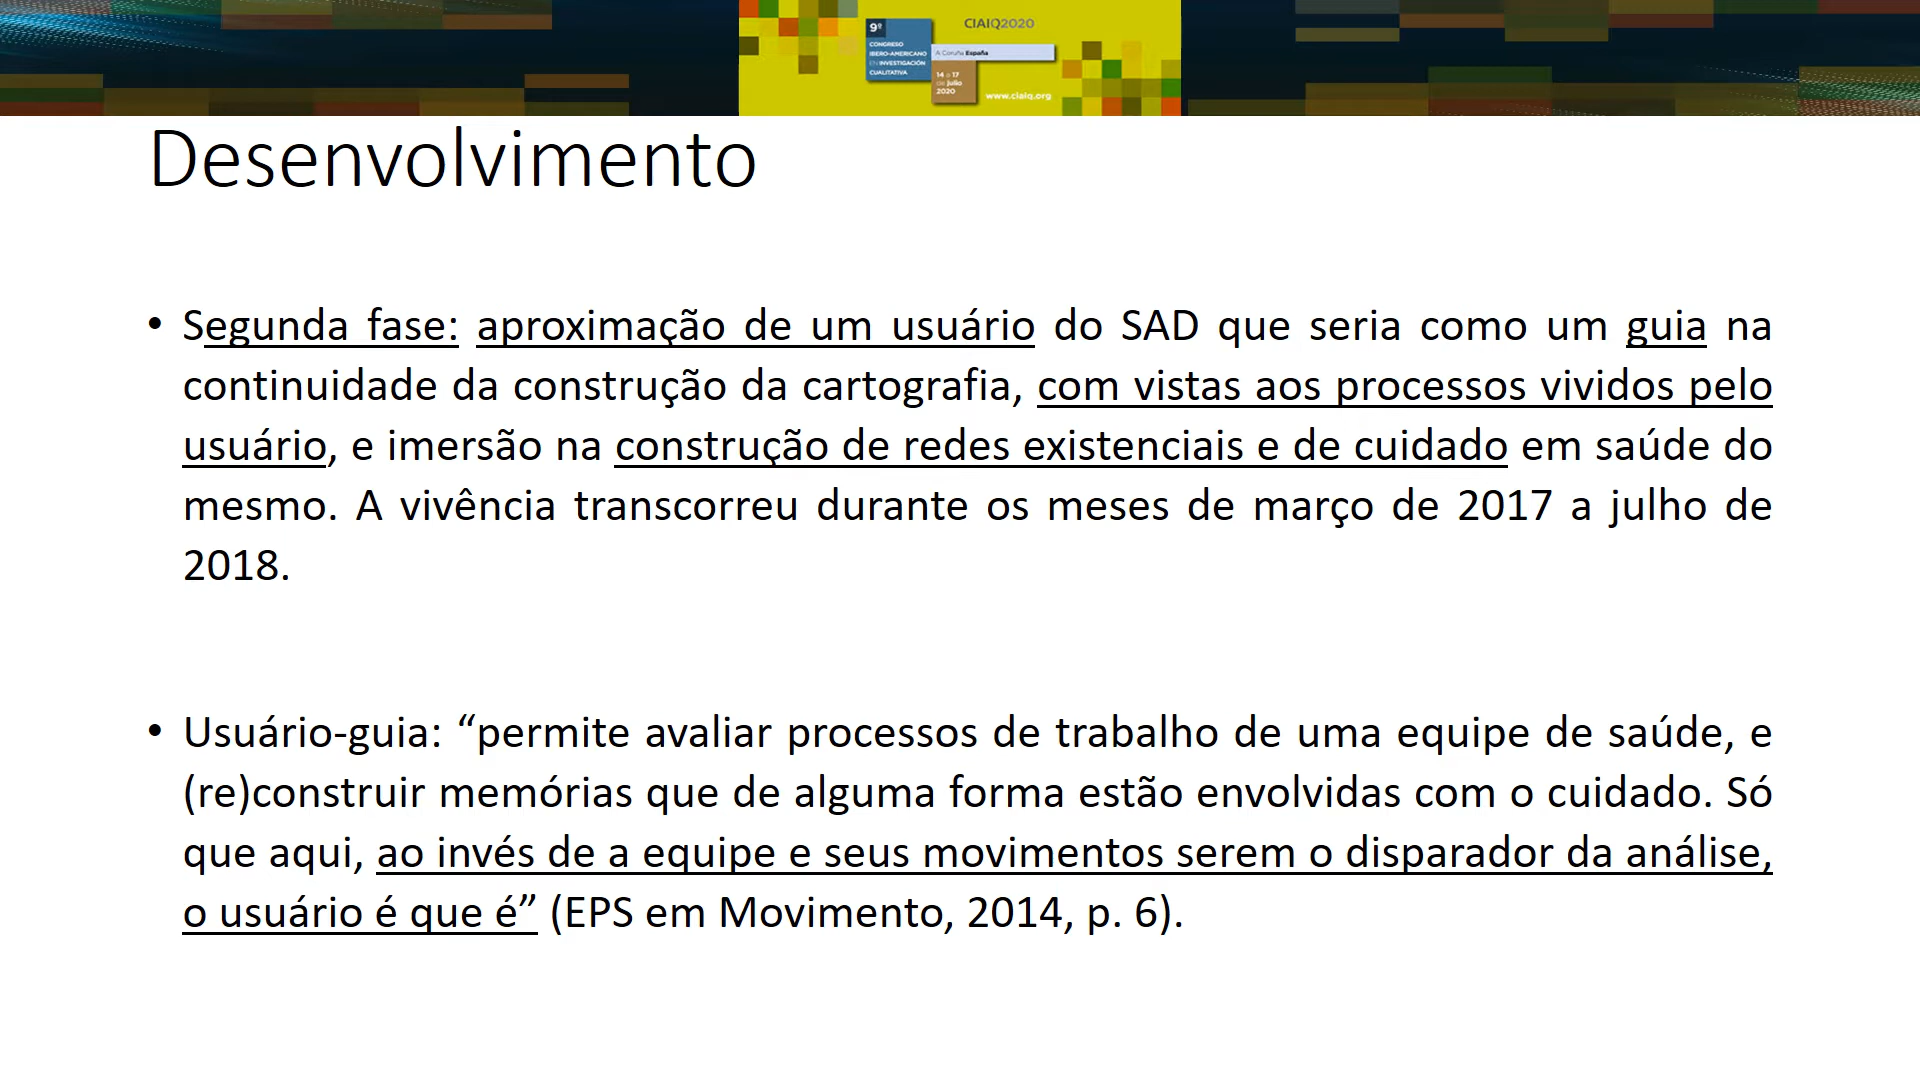 CIAIQ2020
9º
CONGRESO
IBERO-AMERICANO
EN INVESTIGACIÓN
CUALITATIVA
A Coruña España
14 a 17
de Julio
2020
www.ciaiq.org
Desenvolvimento
• Segunda fase: aproximação de um usuário do SAD que seria como um guia na
continuidade da construção da cartografia, com vistas aos processos vividos pelo
usuário, e imersão na construção de redes existenciais e de cuidado em saúde do
mesmo. A vivência transcorreu durante os meses de março de 2017 a julho de
2018.
• Usuário-guia: “permite avaliar processos de trabalho de uma equipe de saúde, e
(re)construir memórias que de alguma forma estão envolvidas com o cuidado. Só
que aqui, ao invés de a equipe e seus movimentos serem o disparador da análise,
o usuário é que é” (EPS em Movimento, 2014, p. 6).